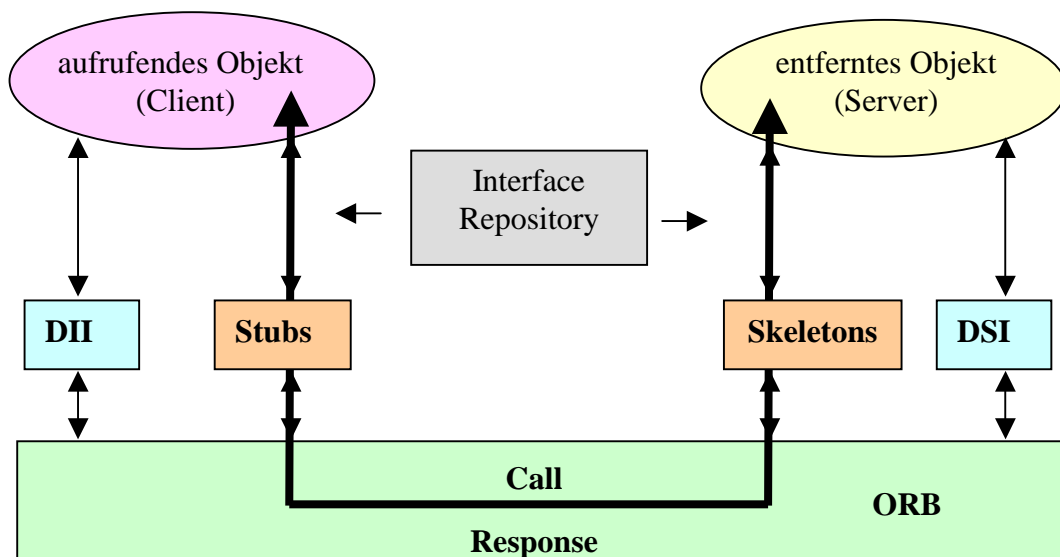 aufrufendes Objekt
(Client)
entferntes Objekt
(Server)
Interface
Repository
DII
Stubs
Skeletons
DSI
Call
ORB
Response